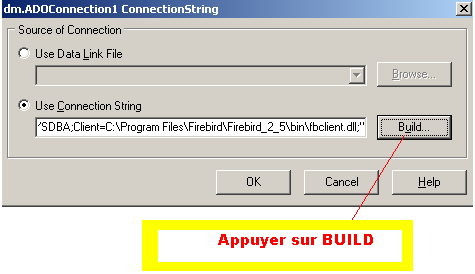 dm.ADOConnection1 ConnectionString
Source of Connection
Use Data Link File
Browse...
Use Connection String
"SDBA;Client=C:\Program Files\Firebird\Firebird_2_5\bin\fbclient.dll;"
Build...
OK
Cancel
Help
Appuyer sur BUILD